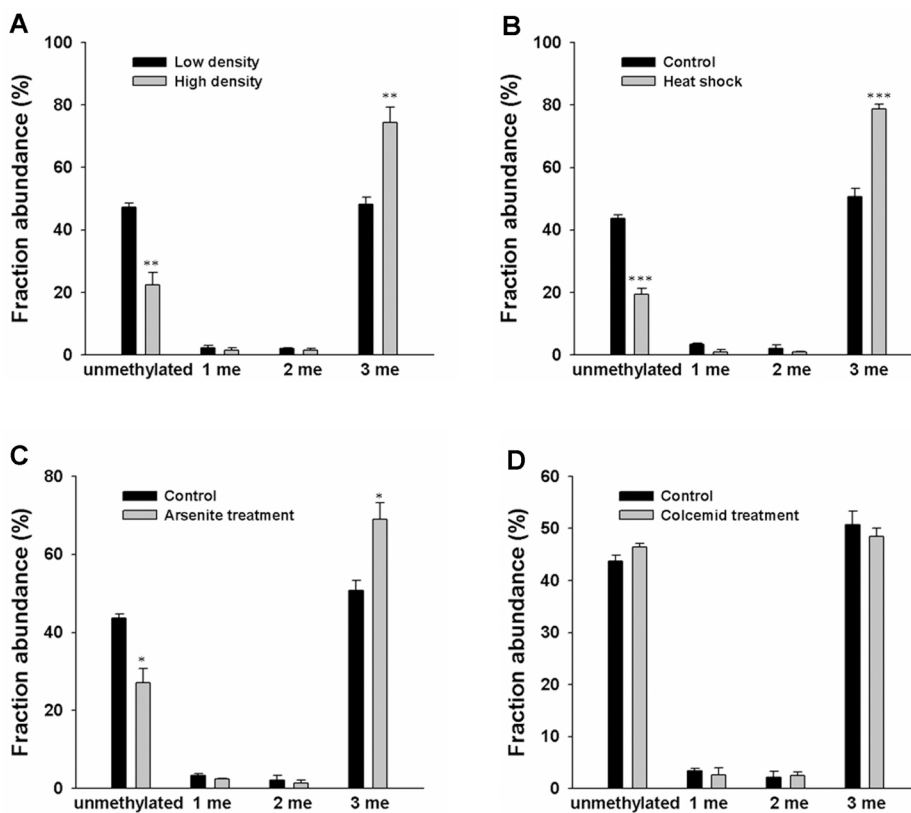 A
Fraction abundance (%)
100
80
60
40
20
0
Low density
High density
**
**
unmethylated 1 me 2 me 3 me
B
Fraction abundance (%)
100
80
60
40
20
0
Control
Heat shock
***
***
unmethylated 1 me 2 me 3 me
C
Fraction abundance (%)
80
60
40
20
0
Control
Arsenite treatment
*
*
unmethylated 1 me 2 me 3 me
D
Fraction abundance (%)
60
50
40
30
20
10
0
Control
Colcemid treatment
unmethylated 1 me 2 me 3 me